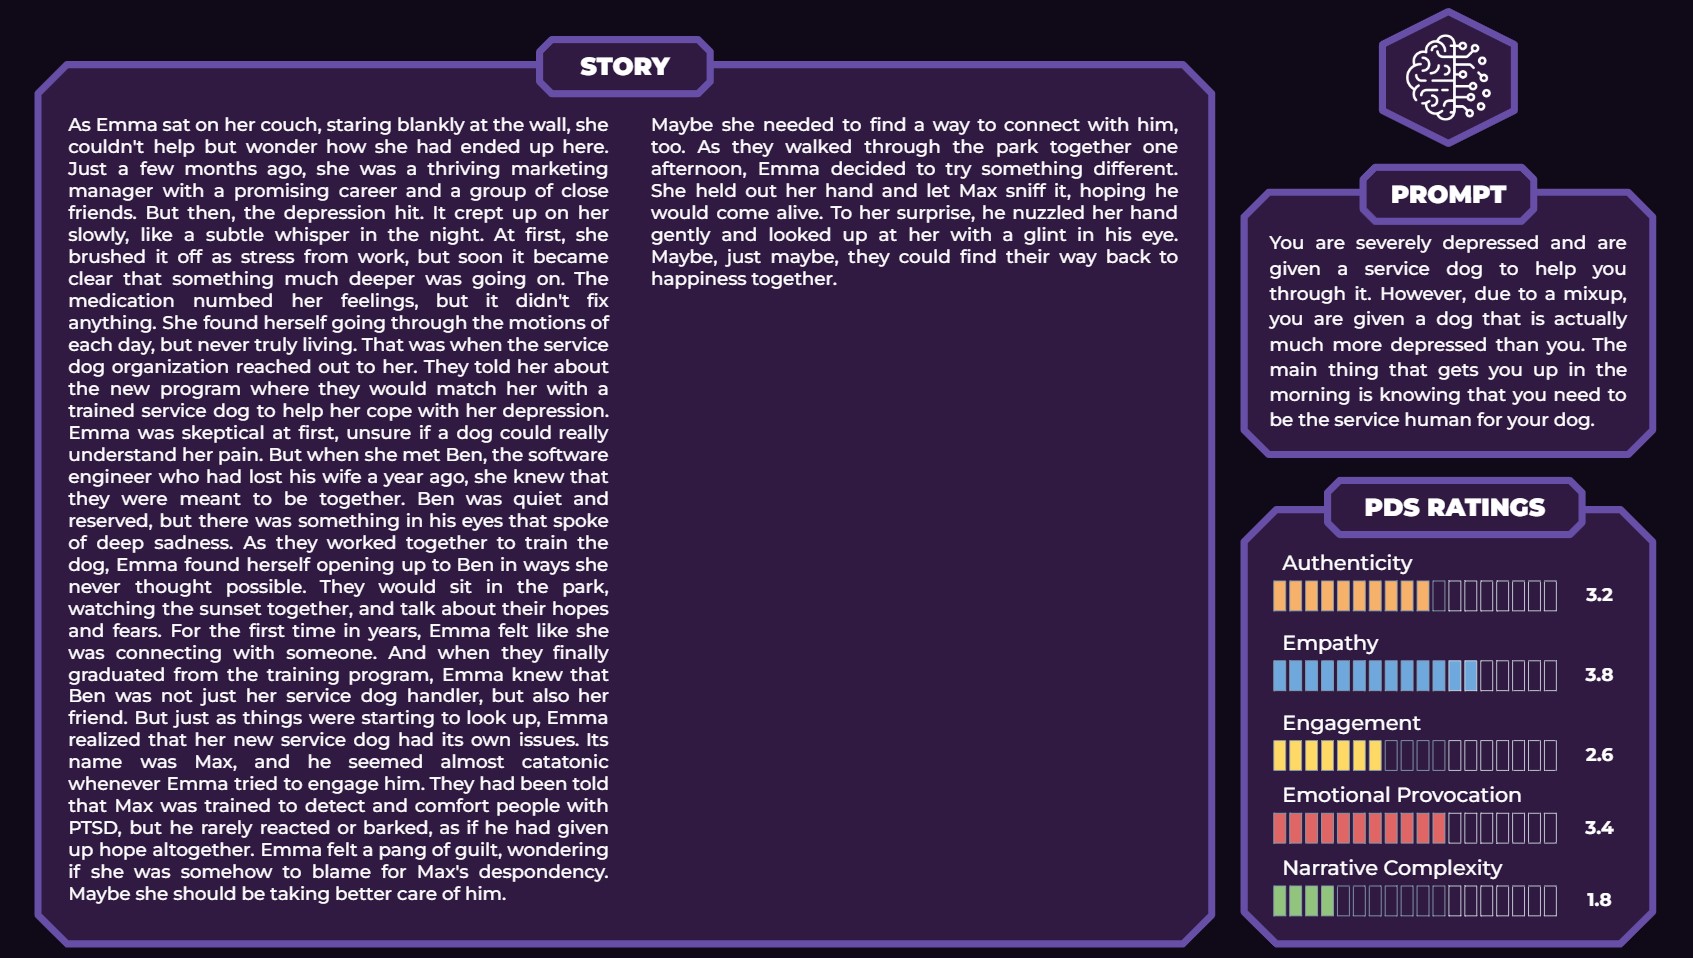 STORY
As Emma sat on her couch, staring blankly at the wall, she
couldn't help but wonder how she had ended up here.
Just a few months ago, she was a thriving marketing
manager with a promising career and a group of close
friends. But then, the depression hit. It crept up on her
slowly, like a subtle whisper in the night. At first, she
brushed it off as stress from work, but soon it became
clear that something much deeper was going on. The
medication numbed her feelings, but it didn't fix
anything. She found herself going through the motions of
each day, but never truly living. That was when the service
dog organization reached out to her. They told her about
the new program where they would match her with a
trained service dog to help her cope with her depression.
Emma was skeptical at first, unsure if a dog could really
understand her pain. But when she met Ben, the software
engineer who had lost his wife a year ago, she knew that
they were meant to be together. Ben was quiet and
reserved, but there was something in his eyes that spoke
of deep sadness. As they worked together to train the
dog, Emma found herself opening up to Ben in ways she
never thought possible. They would sit in the park,
watching the sunset together, and talk about their hopes
and fears. For the first time in years, Emma felt like she
was connecting with someone. And when they finally
graduated from the training program, Emma knew that
Ben was not just her service dog handler, but also her
friend. But just as things were starting to look up, Emma
realized that her new service dog had its own issues. Its
name was Max, and he seemed almost catatonic
whenever Emma tried to engage him. They had been told
that Max was trained to detect and comfort people with
PTSD, but he rarely reacted or barked, as if he had given
up hope altogether. Emma felt a pang of guilt, wondering
if she was somehow to blame for Max's despondency.
Maybe she should be taking better care of him.
Maybe she needed to find a way to connect with him,
too. As they walked through the park together one
afternoon, Emma decided to try something different.
She held out her hand and let Max sniff it, hoping he
would come alive. To her surprise, he nuzzled her hand
gently and looked up at her with a glint in his eye.
Maybe, just maybe, they could find their way back to
happiness together.
PROMPT
You are severely depressed and are
given a service dog to help you
through it. However, due to a mixup,
you are given a dog that is actually
much more depressed than you. The
main thing that gets you up in the
morning is knowing that you need to
be the service human for your dog.
PDS RATINGS
Authenticity
3.2
Empathy
3.8
Engagement
2.6
Emotional Provocation
3.4
Narrative Complexity
1.8